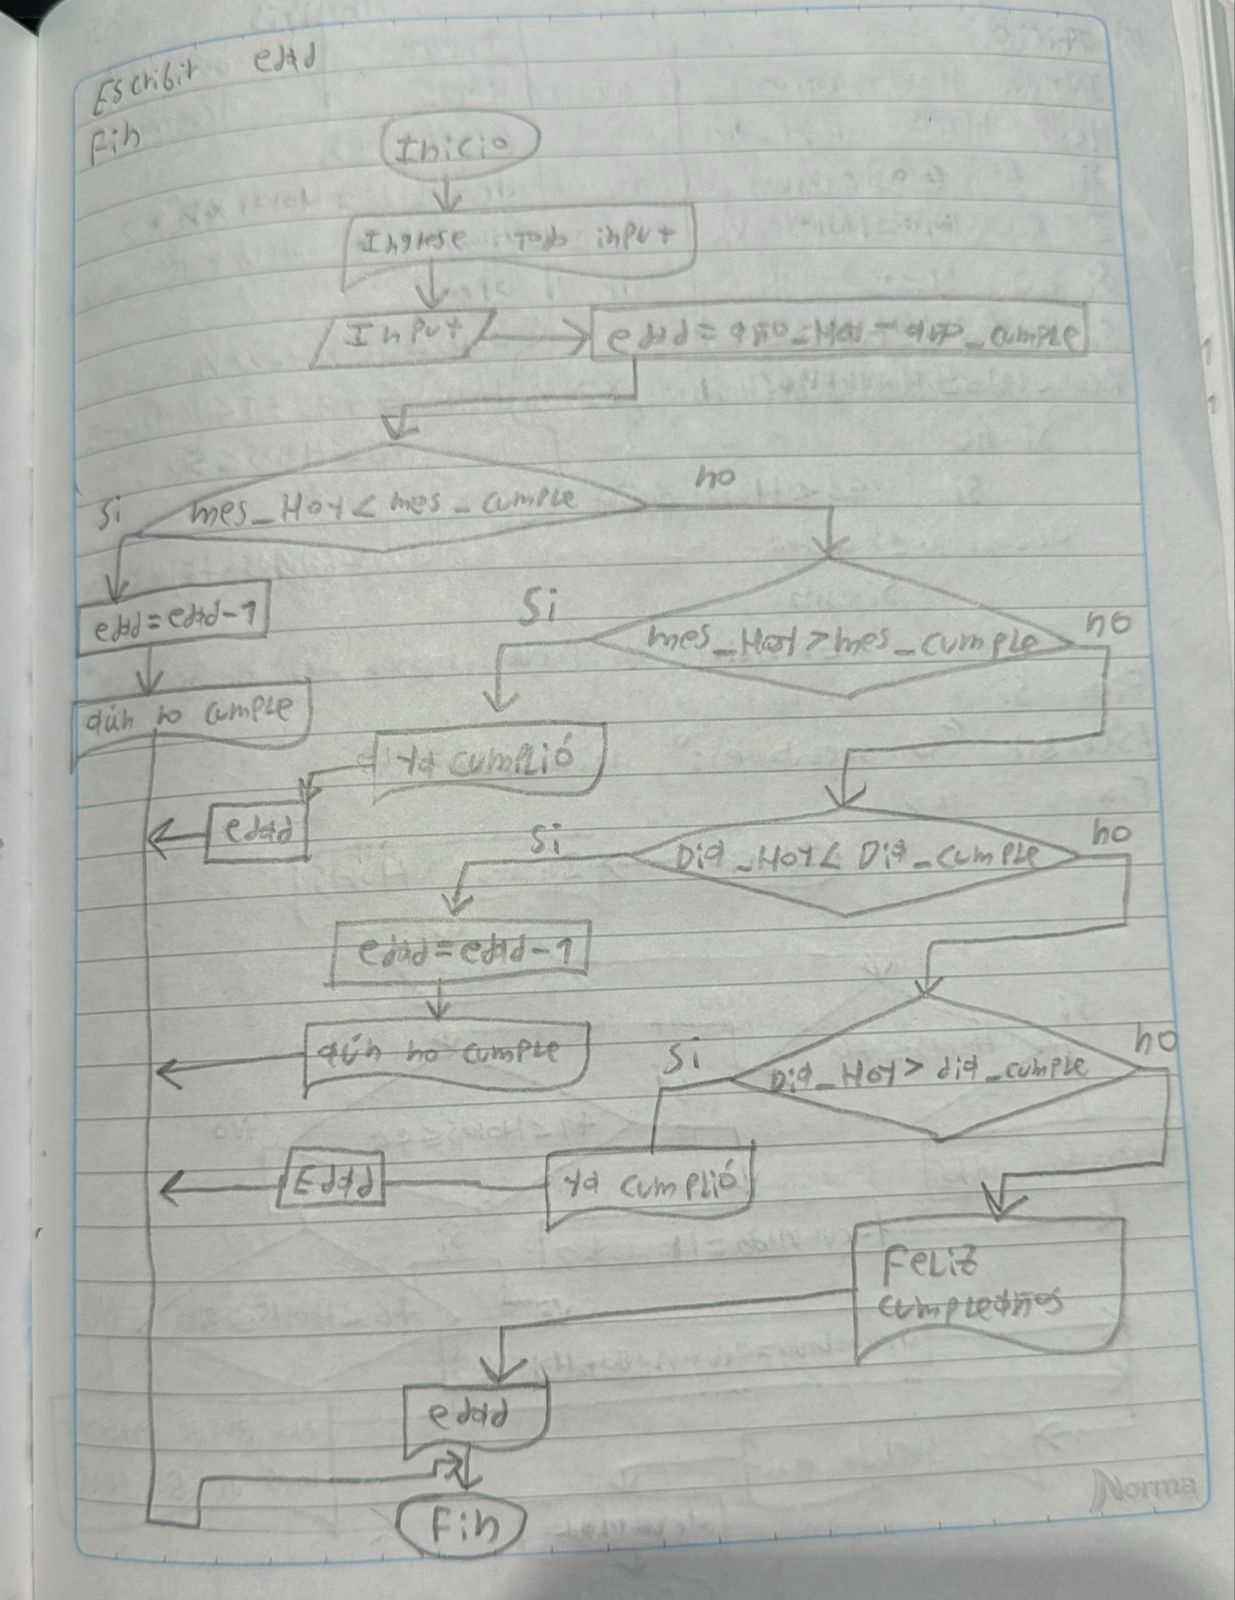 Escribir edad
Fin
Inicio
Ingrese todo input
Input
edad = año_Hoy - año_cumple
mes_Hoy < mes_cumple
Si
no
edad = edad-1
Si
mes_Hoy > mes_cumple
no
aún no cumple
Ya cumplió
edad
Si
Dia_Hoy < Dia_cumple
no
edad = edad-1
aún no cumple
Si
Dia_Hoy > dia_cumple
no
Edad
Ya cumplió
Feliz
cumpleaños
edad
Fin
Norma